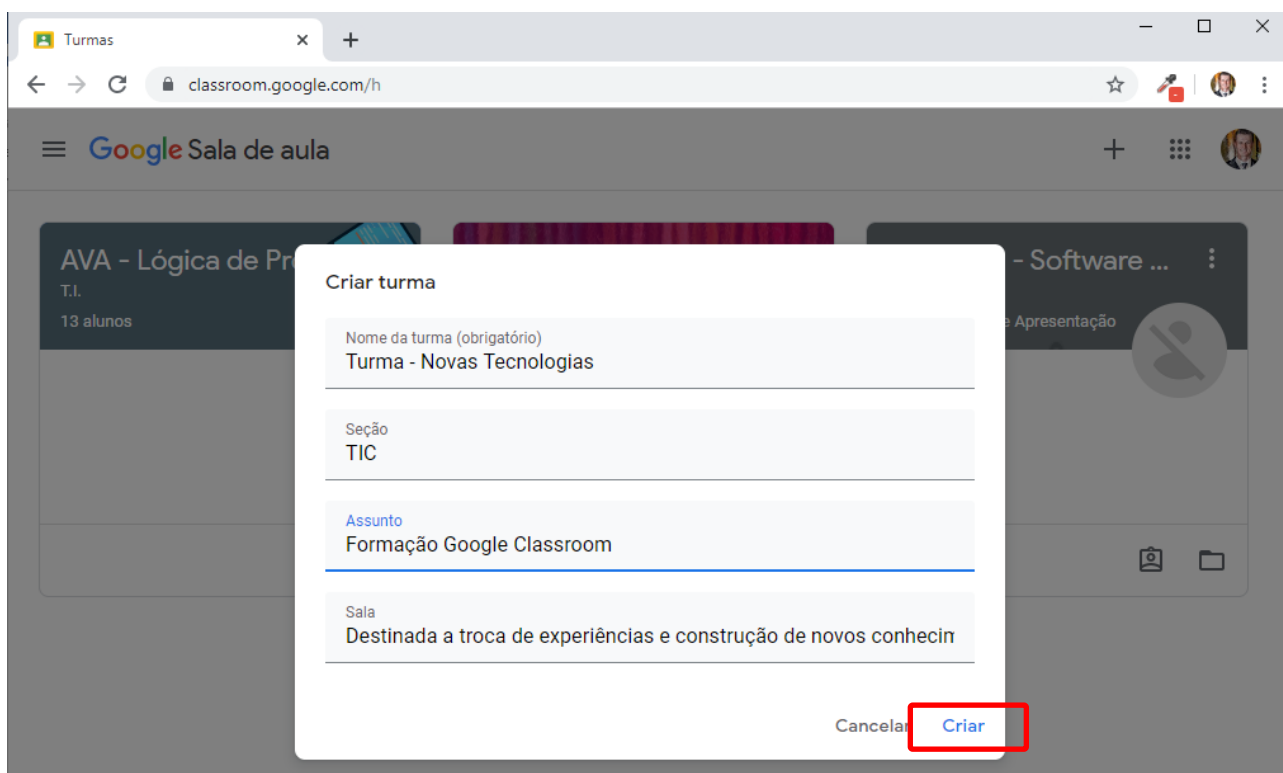 Turmas
classroom.google.com/h
Google Sala de aula
AVA - Lógica de
T.I.
13 alunos
- Software ...
Apresentação
Criar turma
Nome da turma (obrigatório)
Turma - Novas Tecnologias
Seção
TIC
Assunto
Formação Google Classroom
Sala
Destinada a troca de experiências e construção de novos
Cancelar
Criar